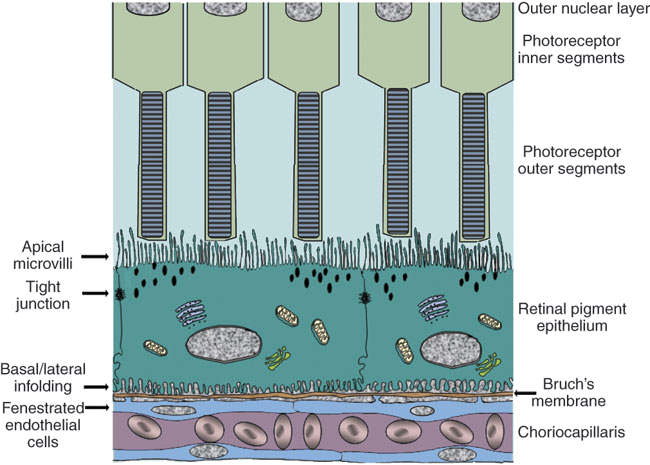 Outer nuclear layer
Photoreceptor
inner segments
Photoreceptor
outer segments
Apical
microvilli
Tight
junction
Retinal pigment
epithelium
Basal/lateral
infolding
Bruch's
membrane
Fenestrated
endothelial
cells
Choriocapillaris